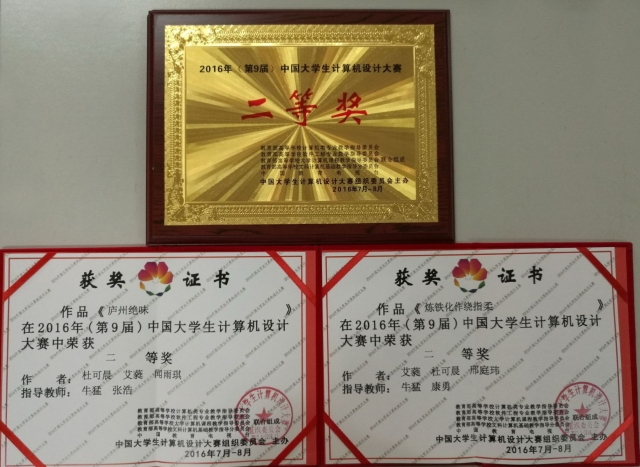 2016年（第9届）中国大学生计算机设计大赛
二等奖
中国大学生计算机设计大赛组织委员会主办
2016年7月-8月
获奖 证书
作品《庐州绝味》
在2016年（第9届）中国大学生计算机设计
大赛中荣获
二 等奖
作 者： 杜可晨 艾蕤 闻雨琪
指导教师： 牛猛 张浩
联合组成
中国大学生计算机设计大赛组织委员会 主办
2016年7月-8月
获奖 证书
作品《炼铁化作绕指柔》
在2016年（第9届）中国大学生计算机设计
大赛中荣获
二 等奖
作 者： 艾蕤 杜可晨 邢庭玮
指导教师： 牛猛 康勇
联合组成
中国大学生计算机设计大赛组织委员会 主办
2016年7月-8月